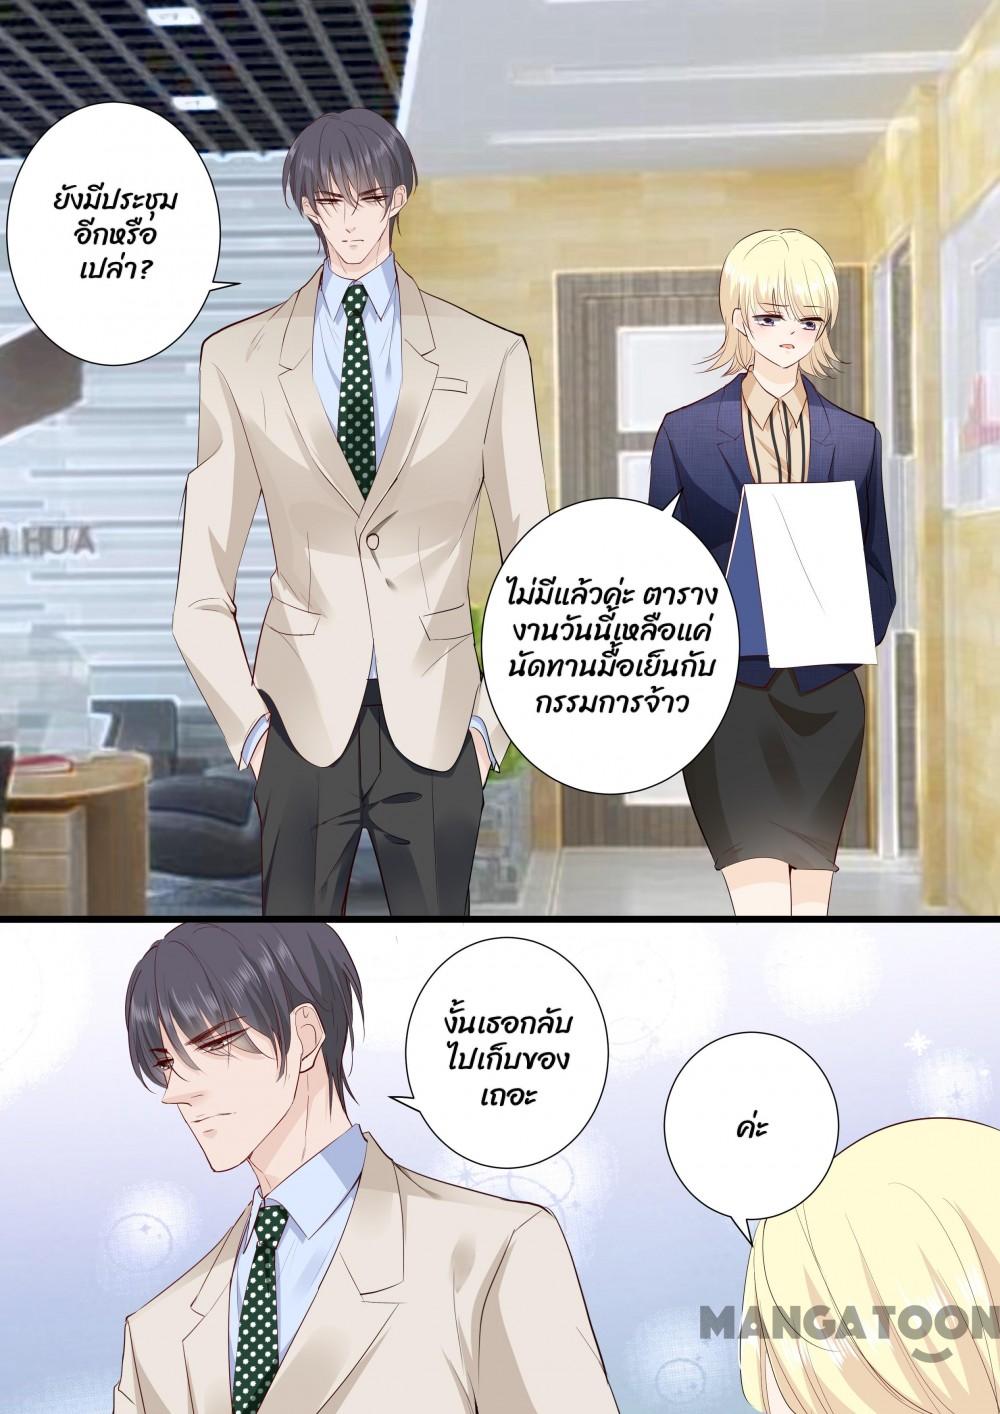 ยังมีประชุม
อีกหรือ
เปล่า?
HUA
ไม่มีแล้วค่ะ ตาราง
งานวันนี้เหลือแค่
นัดทานมื้อเย็นกับ
กรรมการจ้าว
งั้นเธอกลับ
ไปเก็บของ
เถอะ
ค่ะ
MANGATOON